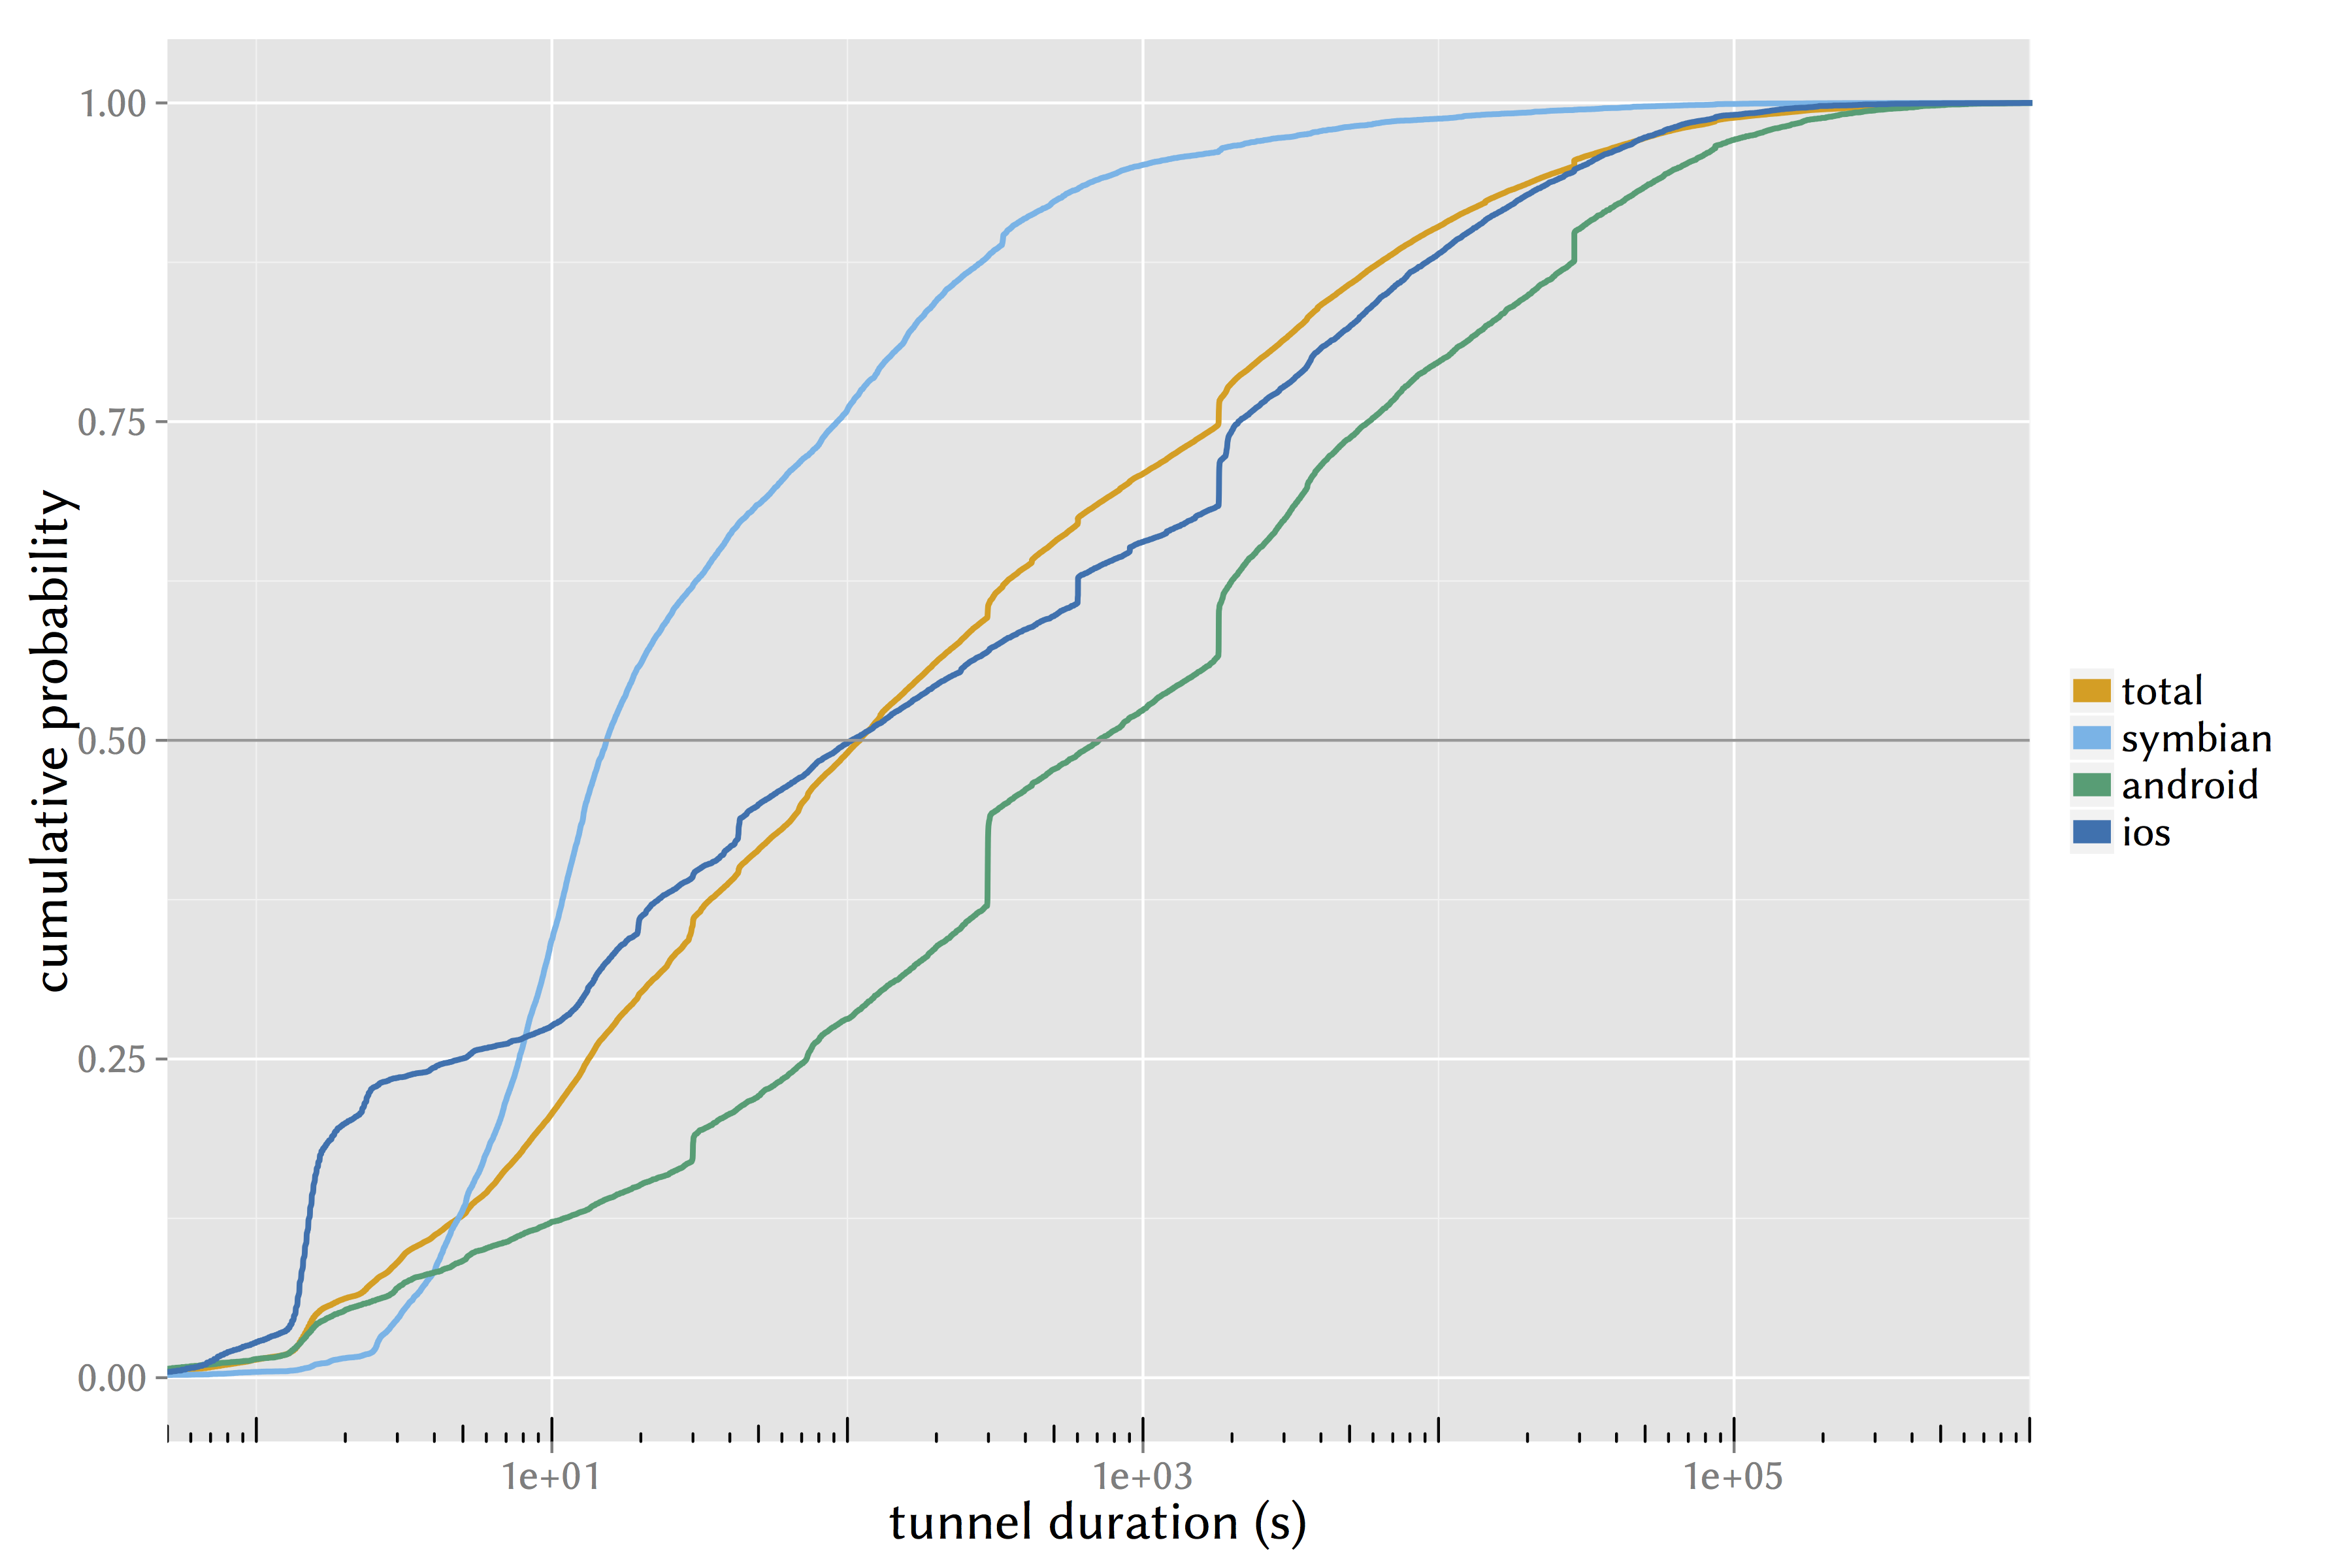 1.00
0.75
0.50
0.25
0.00
cumulative probability
1e+01
1e+03
1e+05
tunnel duration (s)
total
symbian
android
ios